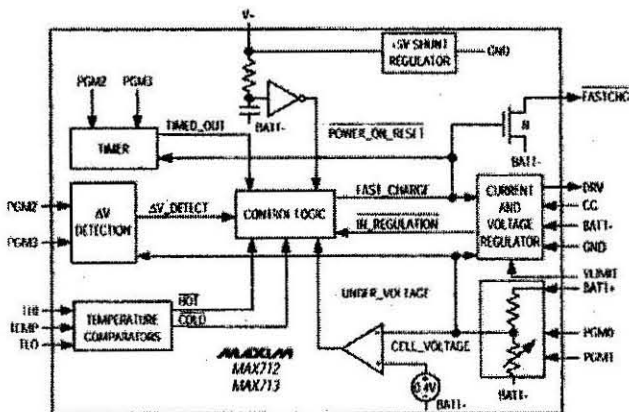 V+
+5V SHUNT
REGULATOR
GND
PGM2
PGM3
BATT-
TIMED_OUT
POWER_ON_RESET
FASTCHG
N
TIMER
BATT-
FAST_CHARGE
DRV
PGM2
ΔV
DETECTION
ΔV_DETECT
CONTROL LOGIC
CURRENT
AND
VOLTAGE
REGULATOR
CC
BATT-
PGM3
IN_REGULATION
GND
VLIMIT
BATT+
THI
TEMP
TLO
TEMPERATURE
COMPARATORS
HOT
COLD
UNDER_VOLTAGE
PGM0
MAXIM
MAX712
MAX713
CELL_VOLTAGE
PGM1
0.4V
BATT-
BATT-